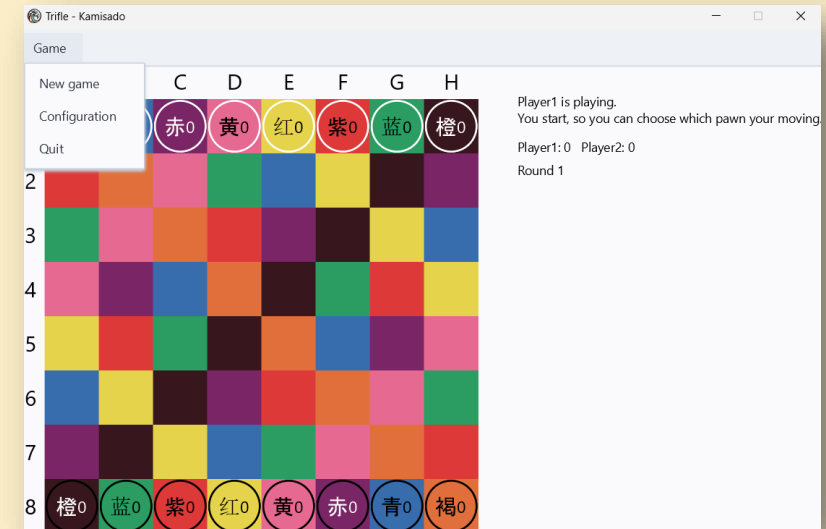 Trifle - Kamisado
Game
New game
Configuration
Quit
C D E F G H
赤0 黄0 红0 紫0 蓝0 橙0
Player1 is playing.
You start, so you can choose which pawn your moving.
Player1: 0 Player2: 0
Round 1
2
3
4
5
6
7
8 橙0 蓝0 紫0 红0 黄0 赤0 青0 褐0